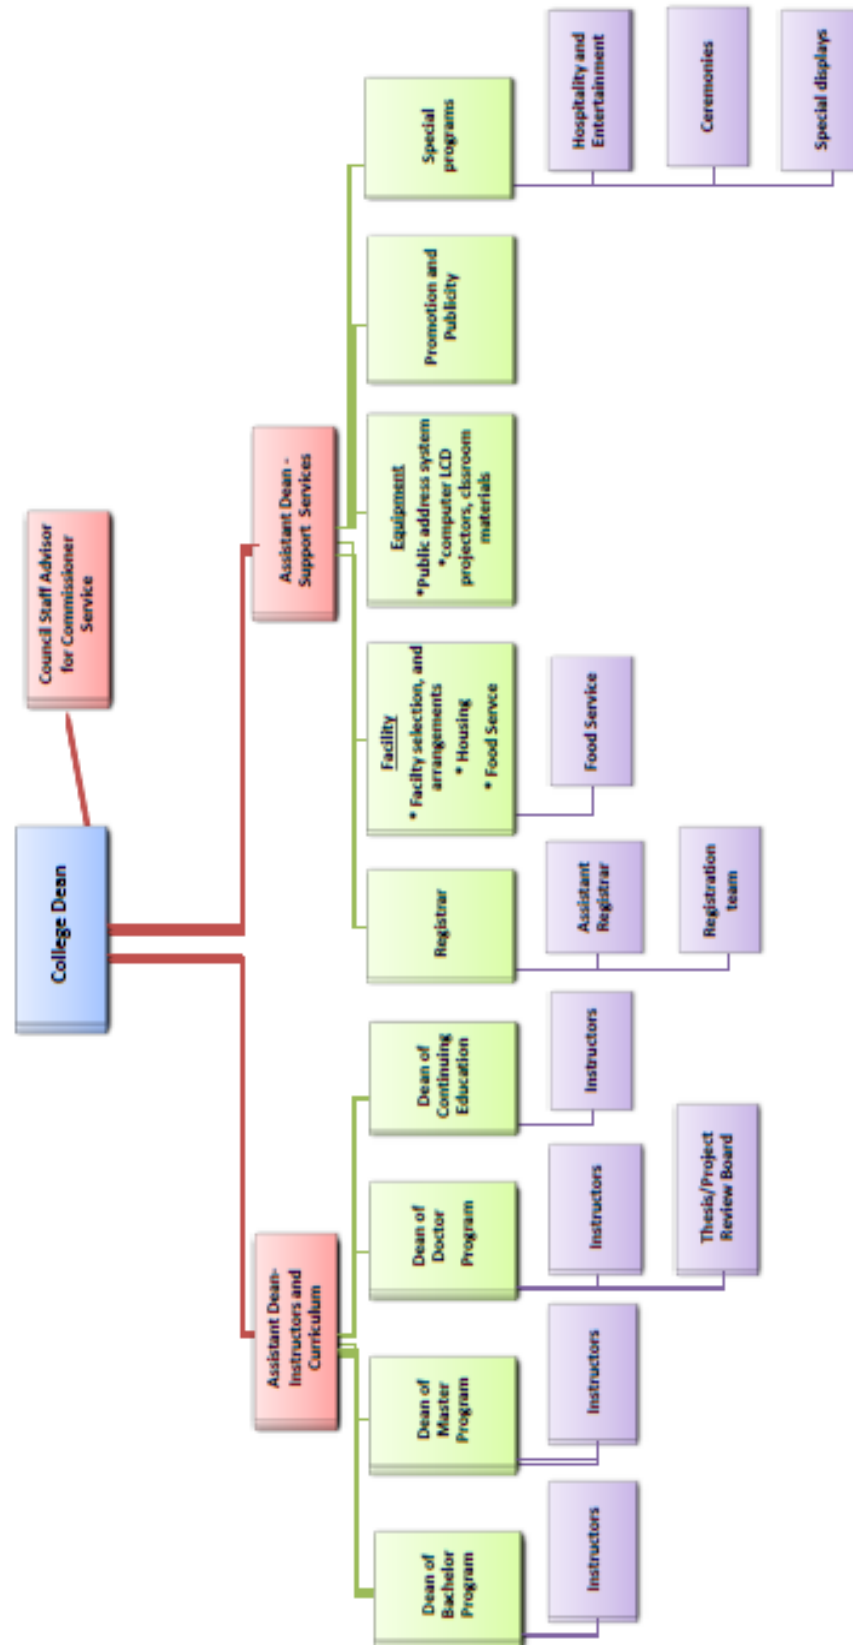 College Dean
Council Staff Advisor
for Commissioner
Service
Assistant Dean-
Instructors and
Curriculum
Assistant Dean -
Support Services
Dean of
Bachelor
Program
Dean of
Master
Program
Dean of
Doctor
Program
Dean of
Continuing
Education
Registrar
Facility
* Facilty selection, and
arrangements
* Housing
* Food Servce
Equipment
*Public address system
*computer LCD
projectors, clssroom
materials
Promotion and
Publicity
Special
programs
Instructors
Instructors
Instructors
Thesis/Project
Review Board
Instructors
Assistant
Registrar
Registration
team
Food Service
Hospitality and
Entertainment
Ceremonies
Special displays